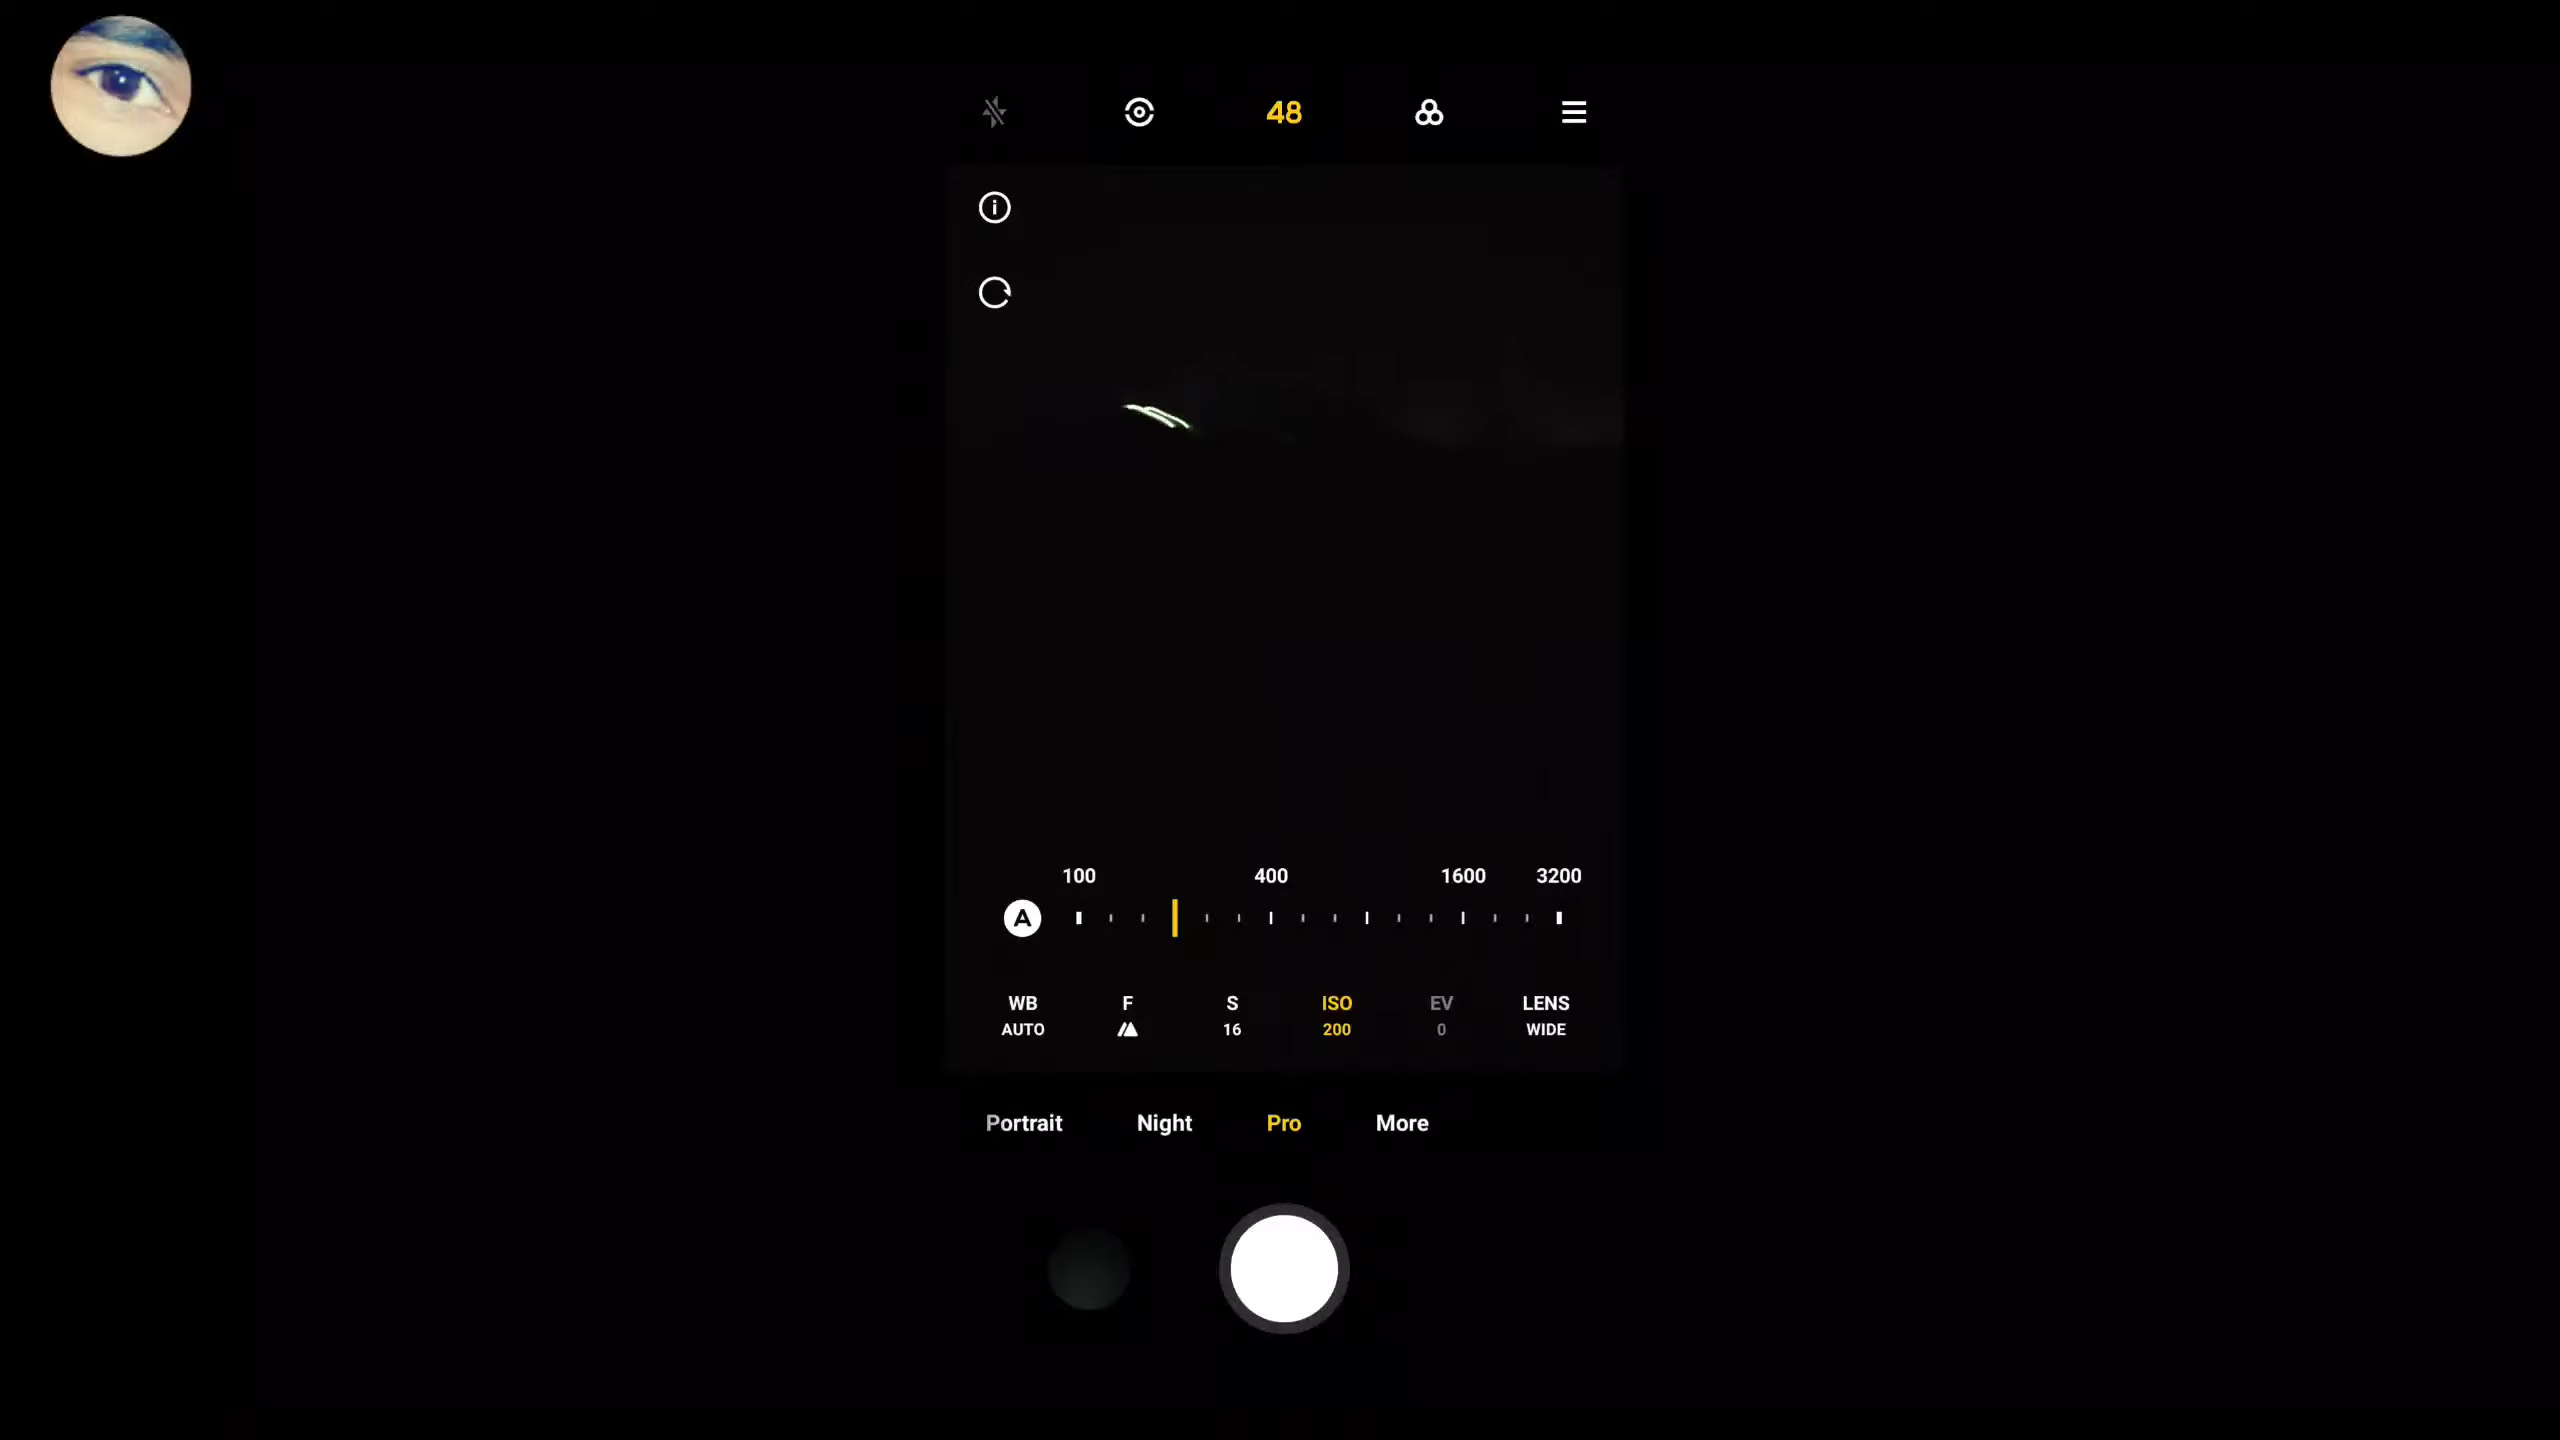 48
100 400 1600 3200
A
WB F S ISO EV LENS
AUTO 16 200 0 WIDE
Portrait Night Pro More